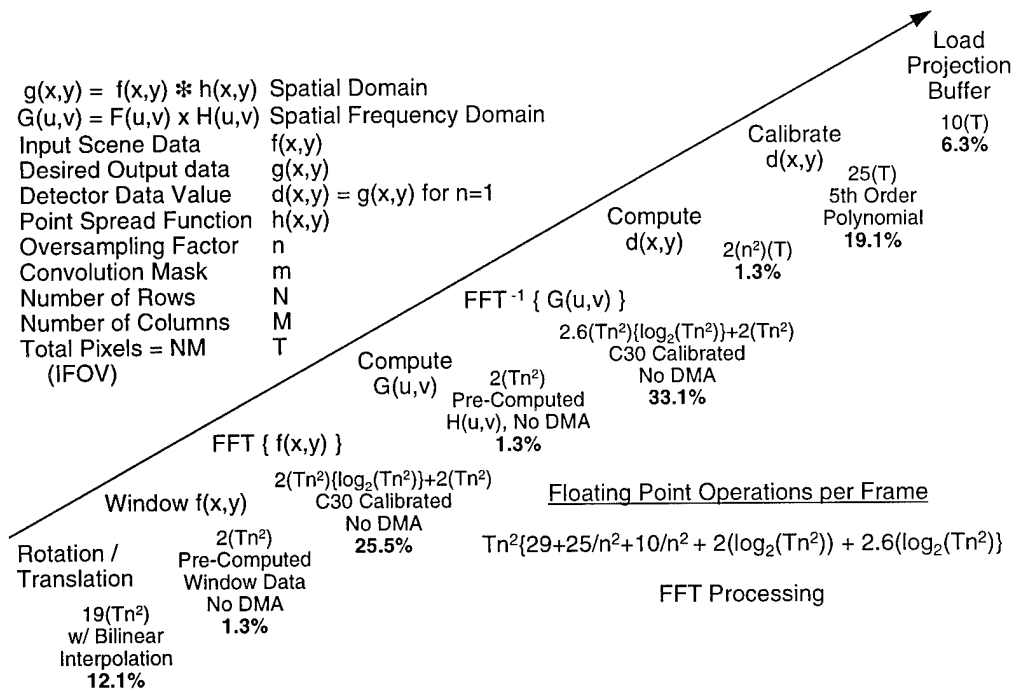 g(x,y) = f(x,y) ✻ h(x,y) Spatial Domain
G(u,v) = F(u,v) x H(u,v) Spatial Frequency Domain
Input Scene Data f(x,y)
Desired Output data g(x,y)
Detector Data Value d(x,y) = g(x,y) for n=1
Point Spread Function h(x,y)
Oversampling Factor n
Convolution Mask m
Number of Rows N
Number of Columns M
Total Pixels = NM T
(IFOV)
Rotation /
Translation
19(Tn²)
w/ Bilinear
Interpolation
12.1%
Window f(x,y)
2(Tn²)
Pre-Computed
Window Data
No DMA
1.3%
FFT { f(x,y) }
2(Tn²){log₂(Tn²)}+2(Tn²)
C30 Calibrated
No DMA
25.5%
Compute
G(u,v)
2(Tn²)
Pre-Computed
H(u,v), No DMA
1.3%
FFT⁻¹ { G(u,v) }
2.6(Tn²){log₂(Tn²)}+2(Tn²)
C30 Calibrated
No DMA
33.1%
Compute
d(x,y)
2(n²)(T)
1.3%
Calibrate
d(x,y)
25(T)
5th Order
Polynomial
19.1%
Load
Projection
Buffer
10(T)
6.3%
Floating Point Operations per Frame
Tn²{29+25/n²+10/n² + 2(log₂(Tn²)) + 2.6(log₂(Tn²)}
FFT Processing